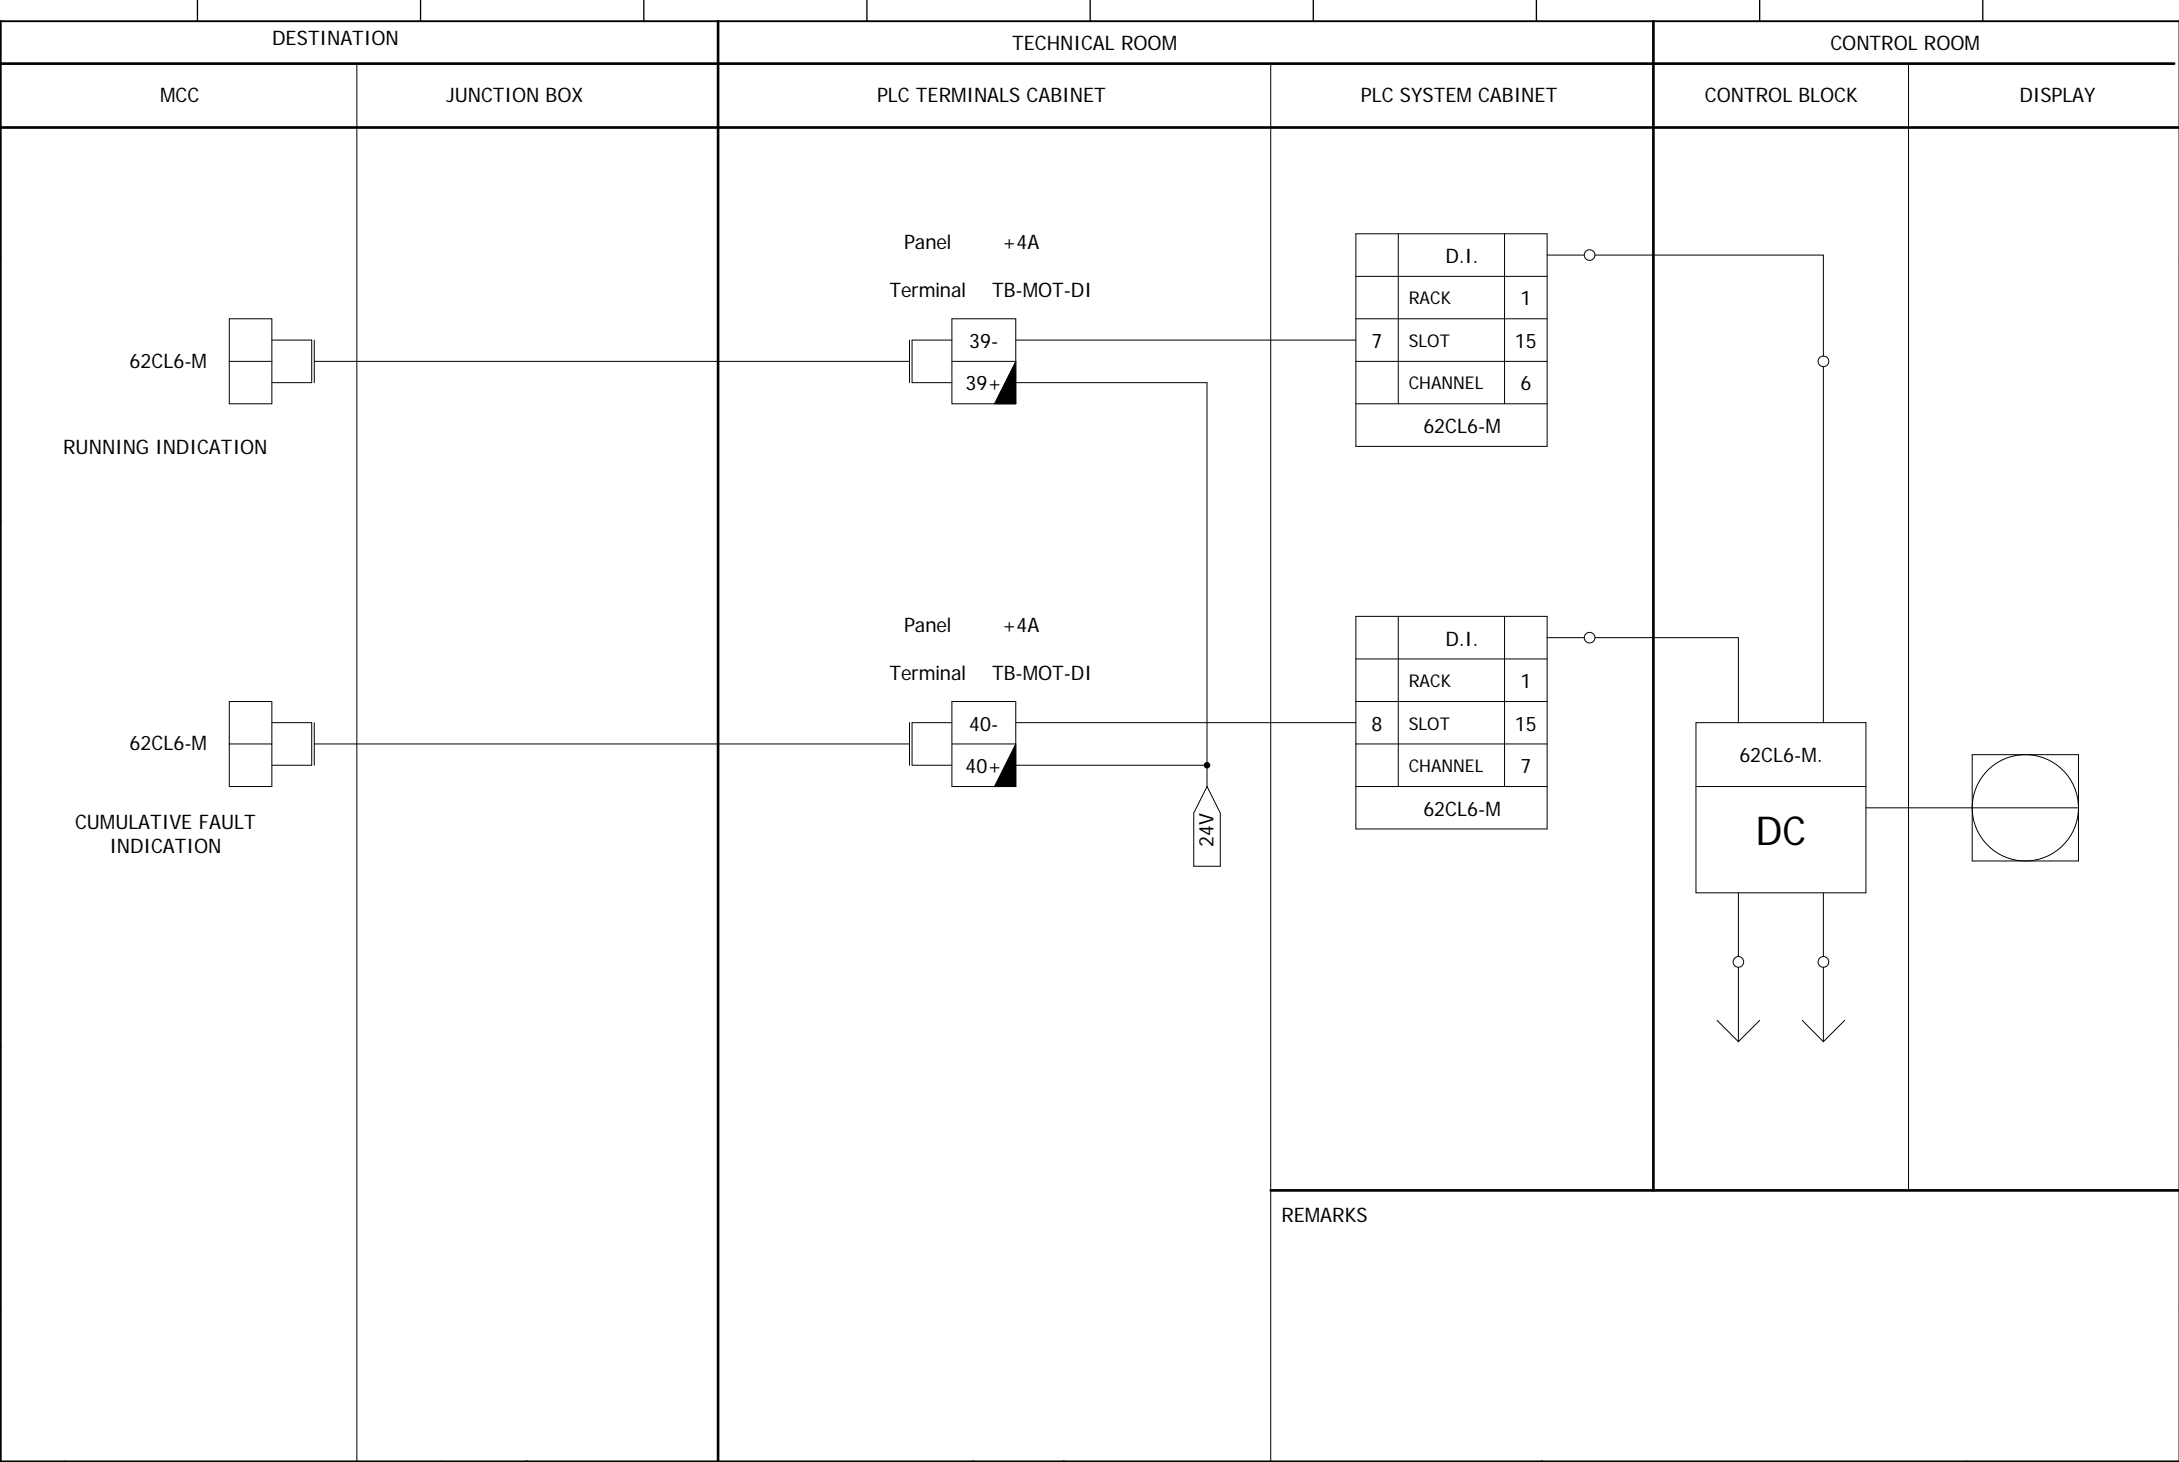 DESTINATION
TECHNICAL ROOM
CONTROL ROOM
MCC
JUNCTION BOX
PLC TERMINALS CABINET
PLC SYSTEM CABINET
CONTROL BLOCK
DISPLAY
62CL6-M
RUNNING INDICATION
Panel +4A
Terminal TB-MOT-DI
39-
39+
D.I.
RACK 1
7 SLOT 15
CHANNEL 6
62CL6-M
62CL6-M
CUMULATIVE FAULT
INDICATION
Panel +4A
Terminal TB-MOT-DI
40-
40+
24V
D.I.
RACK 1
8 SLOT 15
CHANNEL 7
62CL6-M
62CL6-M.
DC
REMARKS